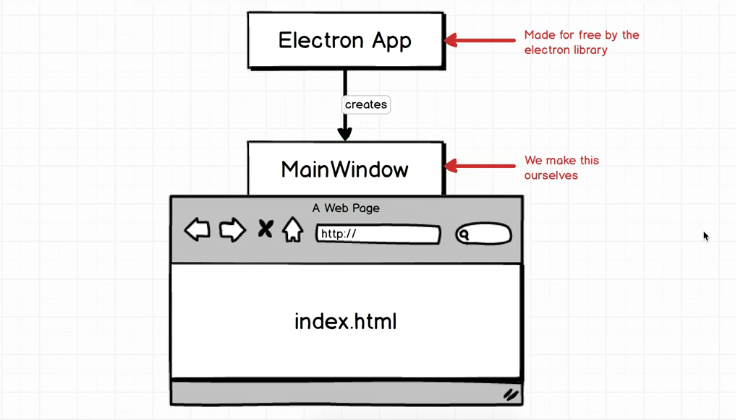 Electron App
Made for free by the
electron library
creates
MainWindow
We make this
ourselves
A Web Page
http://
index.html